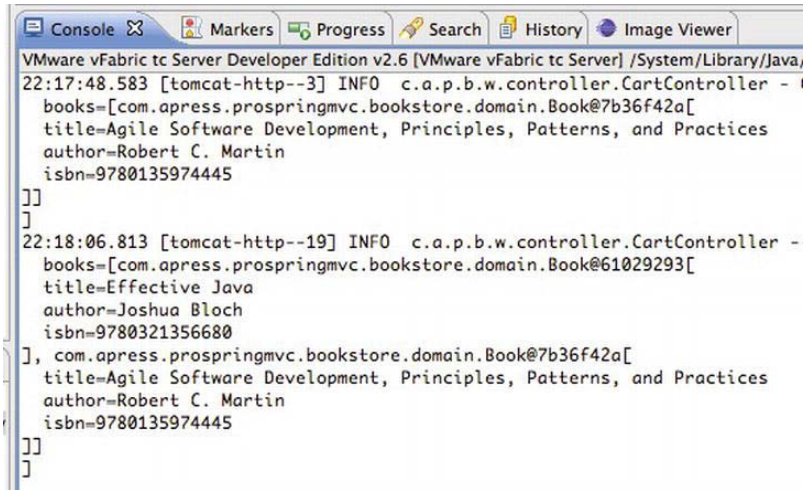 Console Markers Progress Search History Image Viewer
VMware vFabric tc Server Developer Edition v2.6 [VMware vFabric tc Server] /System/Library/Java/
22:17:48.583 [tomcat-http--3] INFO  c.a.p.b.w.controller.CartController -
  books=[com.apress.prospringmvc.bookstore.domain.Book@7b36f42a[
  title=Agile Software Development, Principles, Patterns, and Practices
  author=Robert C. Martin
  isbn=9780135974445
]]
]
22:18:06.813 [tomcat-http--19] INFO  c.a.p.b.w.controller.CartController -
  books=[com.apress.prospringmvc.bookstore.domain.Book@61029293[
  title=Effective Java
  author=Joshua Bloch
  isbn=9780321356680
], com.apress.prospringmvc.bookstore.domain.Book@7b36f42a[
  title=Agile Software Development, Principles, Patterns, and Practices
  author=Robert C. Martin
  isbn=9780135974445
]]
]